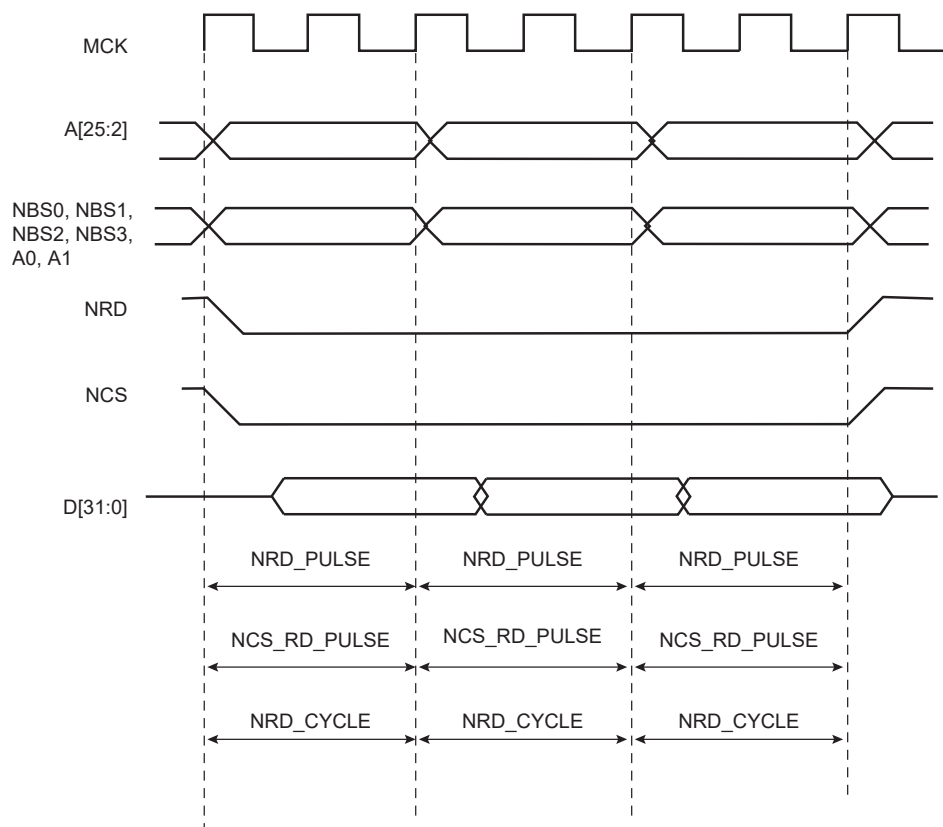 MCK
A[25:2]
NBS0, NBS1,
NBS2, NBS3,
A0, A1
NRD
NCS
D[31:0]
NRD_PULSE NRD_PULSE NRD_PULSE
NCS_RD_PULSE NCS_RD_PULSE NCS_RD_PULSE
NRD_CYCLE NRD_CYCLE NRD_CYCLE